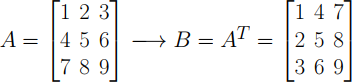 A = [1 2 3; 4 5 6; 7 8 9] ⟶ B = A^T = [1 4 7; 2 5 8; 3 6 9]